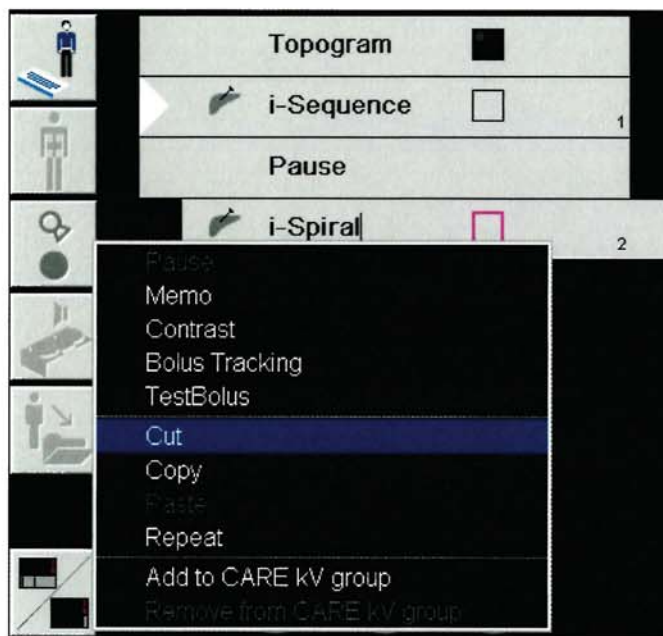 Topogram
i-Sequence
1
Pause
i-Spiral
2
Pause
Memo
Contrast
Bolus Tracking
TestBolus
Cut
Copy
Paste
Repeat
Add to CARE kV group
Remove from CARE kV group